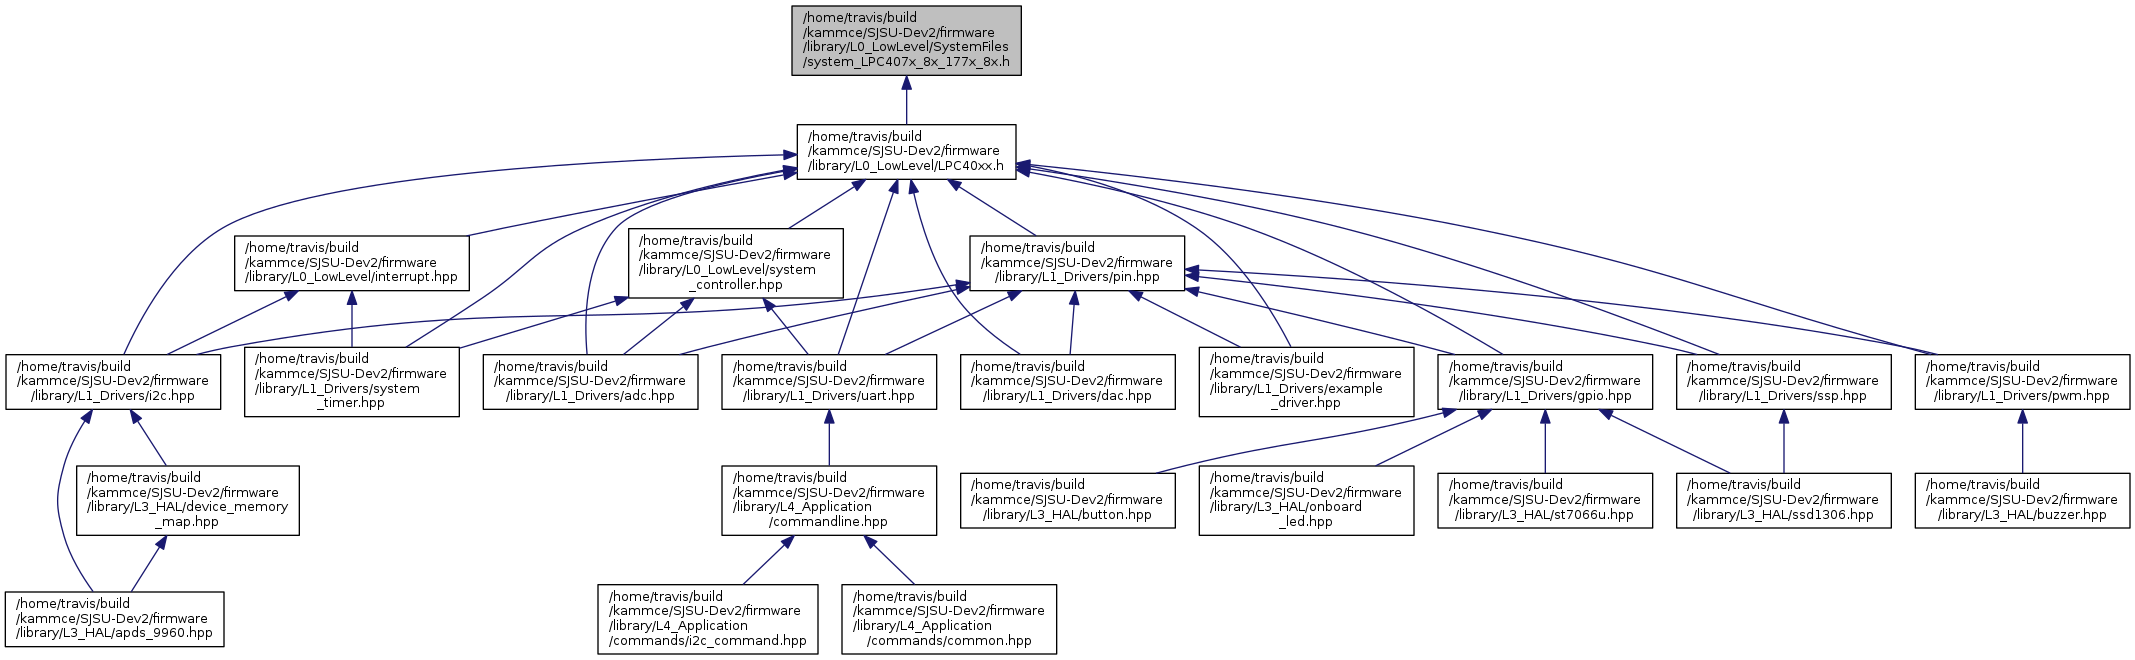 /home/travis/build
/kammce/SJSU-Dev2/firmware
/library/L0_LowLevel/SystemFiles
/system_LPC407x_8x_177x_8x.h
/home/travis/build
/kammce/SJSU-Dev2/firmware
/library/L0_LowLevel/LPC40xx.h
/home/travis/build
/kammce/SJSU-Dev2/firmware
/library/L0_LowLevel/interrupt.hpp
/home/travis/build
/kammce/SJSU-Dev2/firmware
/library/L0_LowLevel/system
_controller.hpp
/home/travis/build
/kammce/SJSU-Dev2/firmware
/library/L1_Drivers/pin.hpp
/home/travis/build
/kammce/SJSU-Dev2/firmware
/library/L1_Drivers/i2c.hpp
/home/travis/build
/kammce/SJSU-Dev2/firmware
/library/L1_Drivers/system
_timer.hpp
/home/travis/build
/kammce/SJSU-Dev2/firmware
/library/L1_Drivers/adc.hpp
/home/travis/build
/kammce/SJSU-Dev2/firmware
/library/L1_Drivers/uart.hpp
/home/travis/build
/kammce/SJSU-Dev2/firmware
/library/L1_Drivers/dac.hpp
/home/travis/build
/kammce/SJSU-Dev2/firmware
/library/L1_Drivers/example
_driver.hpp
/home/travis/build
/kammce/SJSU-Dev2/firmware
/library/L1_Drivers/gpio.hpp
/home/travis/build
/kammce/SJSU-Dev2/firmware
/library/L1_Drivers/ssp.hpp
/home/travis/build
/kammce/SJSU-Dev2/firmware
/library/L1_Drivers/pwm.hpp
/home/travis/build
/kammce/SJSU-Dev2/firmware
/library/L3_HAL/device_memory
_map.hpp
/home/travis/build
/kammce/SJSU-Dev2/firmware
/library/L4_Application
/commandline.hpp
/home/travis/build
/kammce/SJSU-Dev2/firmware
/library/L3_HAL/button.hpp
/home/travis/build
/kammce/SJSU-Dev2/firmware
/library/L3_HAL/onboard
_led.hpp
/home/travis/build
/kammce/SJSU-Dev2/firmware
/library/L3_HAL/st7066u.hpp
/home/travis/build
/kammce/SJSU-Dev2/firmware
/library/L3_HAL/ssd1306.hpp
/home/travis/build
/kammce/SJSU-Dev2/firmware
/library/L3_HAL/buzzer.hpp
/home/travis/build
/kammce/SJSU-Dev2/firmware
/library/L3_HAL/apds_9960.hpp
/home/travis/build
/kammce/SJSU-Dev2/firmware
/library/L4_Application
/commands/i2c_command.hpp
/home/travis/build
/kammce/SJSU-Dev2/firmware
/library/L4_Application
/commands/common.hpp